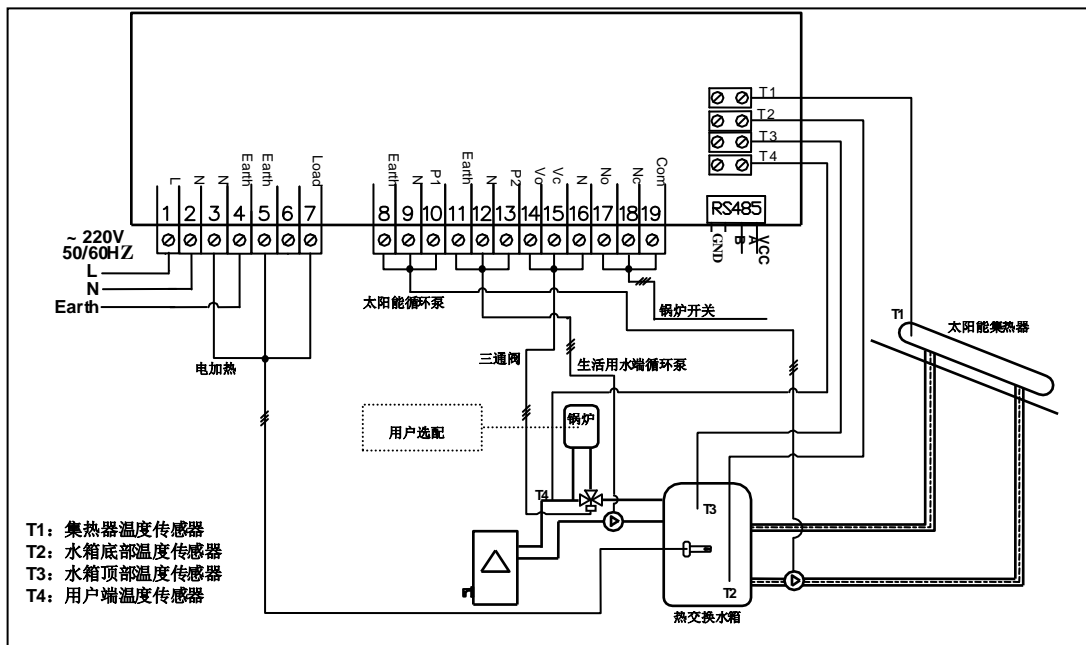 T1
T2
T3
T4
L
N
N
Earth
Earth
Load
Earth
N
P1
Earth
N
P2
Vo
Vc
N
No
Nc
Com
1 2 3 4 5 6 7
8 9 10 11 12 13 14 15 16 17 18 19
RS485
GND
B
A
VCC
~ 220V
50/60HZ
L
N
Earth
太阳能循环泵
锅炉开关
电加热
三通阀
生活用水端循环泵
T1
太阳能集热器
用户选配
锅炉
T4
T3
T2
热交换水箱
T1：集热器温度传感器
T2：水箱底部温度传感器
T3：水箱顶部温度传感器
T4：用户端温度传感器